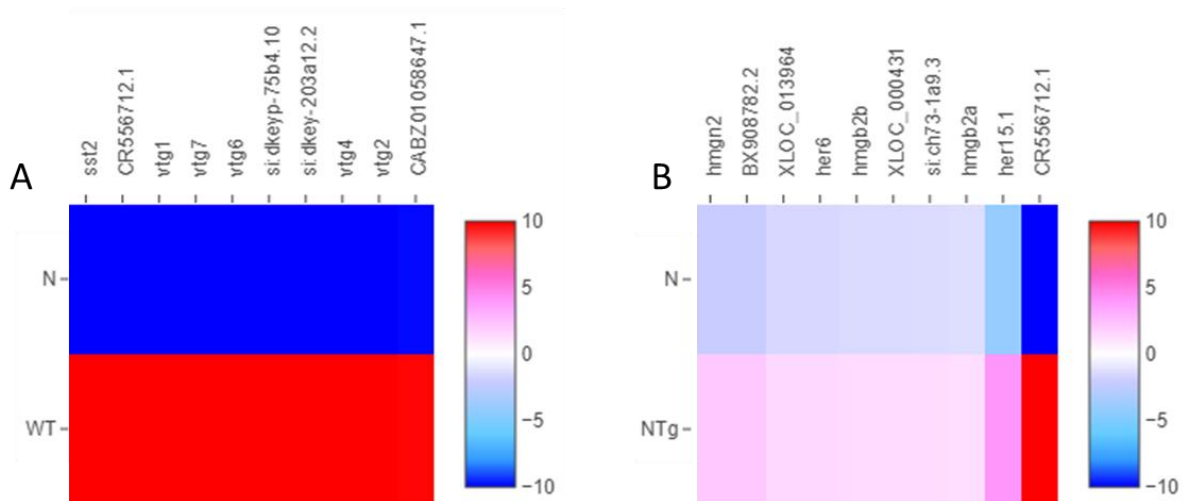 A
sst2
CR556712.1
vtg1
vtg7
vtg6
si:dkeyp-75b4.10
si:dkey-203a12.2
vtg4
vtg2
CABZ01058647.1
N
WT
10
5
0
−5
−10
B
hmgn2
BX908782.2
XLOC_013964
her6
hmgb2b
XLOC_000431
si:ch73-1a9.3
hmgb2a
her15.1
CR556712.1
N
NTg
10
5
0
−5
−10